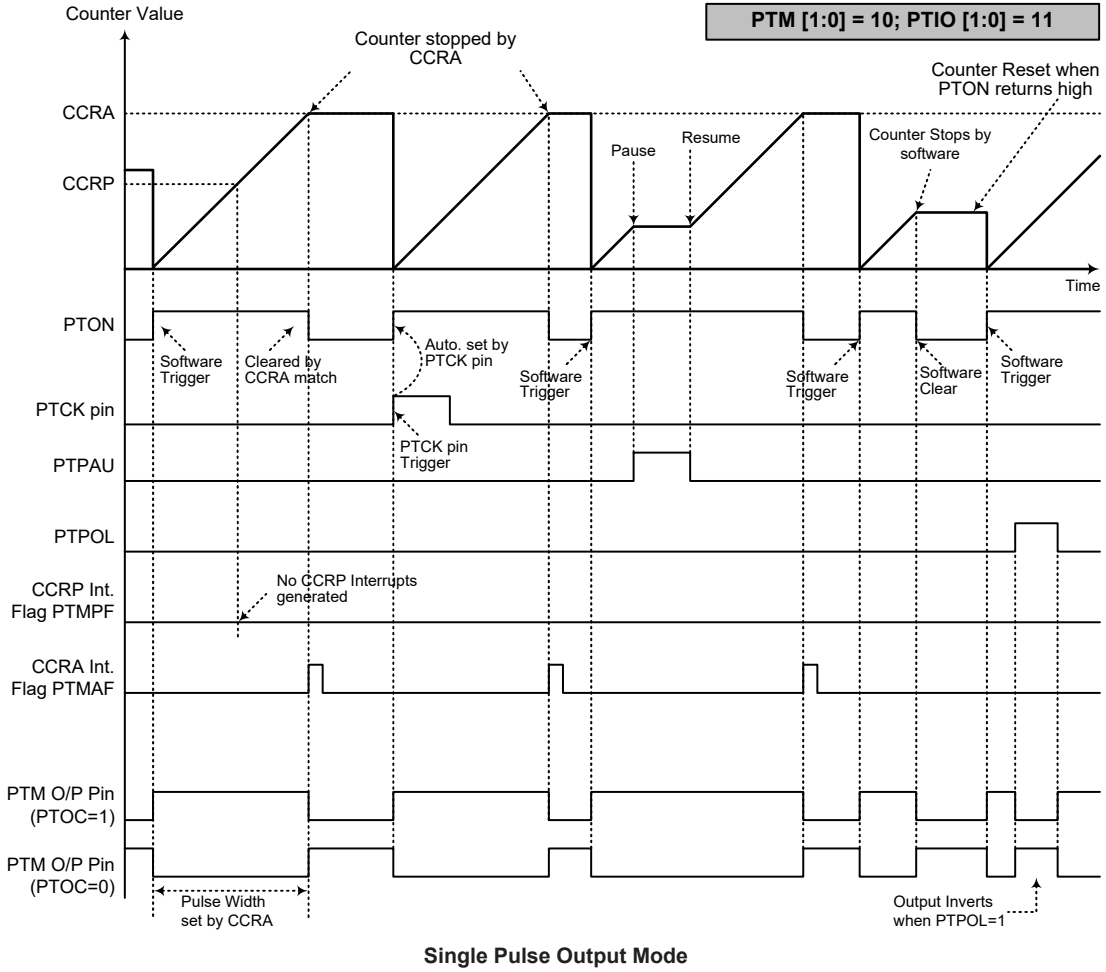 Counter Value
PTM [1:0] = 10; PTIO [1:0] = 11
Counter stopped by
CCRA
Counter Reset when
PTON returns high
CCRA
Pause
Resume
Counter Stops by
software
CCRP
Time
PTON
Software
Trigger
Cleared by
CCRA match
Auto. set by
PTCK pin
Software
Trigger
Software
Trigger
Software
Clear
Software
Trigger
PTCK pin
PTCK pin
Trigger
PTPAU
PTPOL
No CCRP Interrupts
generated
CCRP Int.
Flag PTMPF
CCRA Int.
Flag PTMAF
PTM O/P Pin
(PTOC=1)
PTM O/P Pin
(PTOC=0)
Pulse Width
set by CCRA
Output Inverts
when PTPOL=1
Single Pulse Output Mode